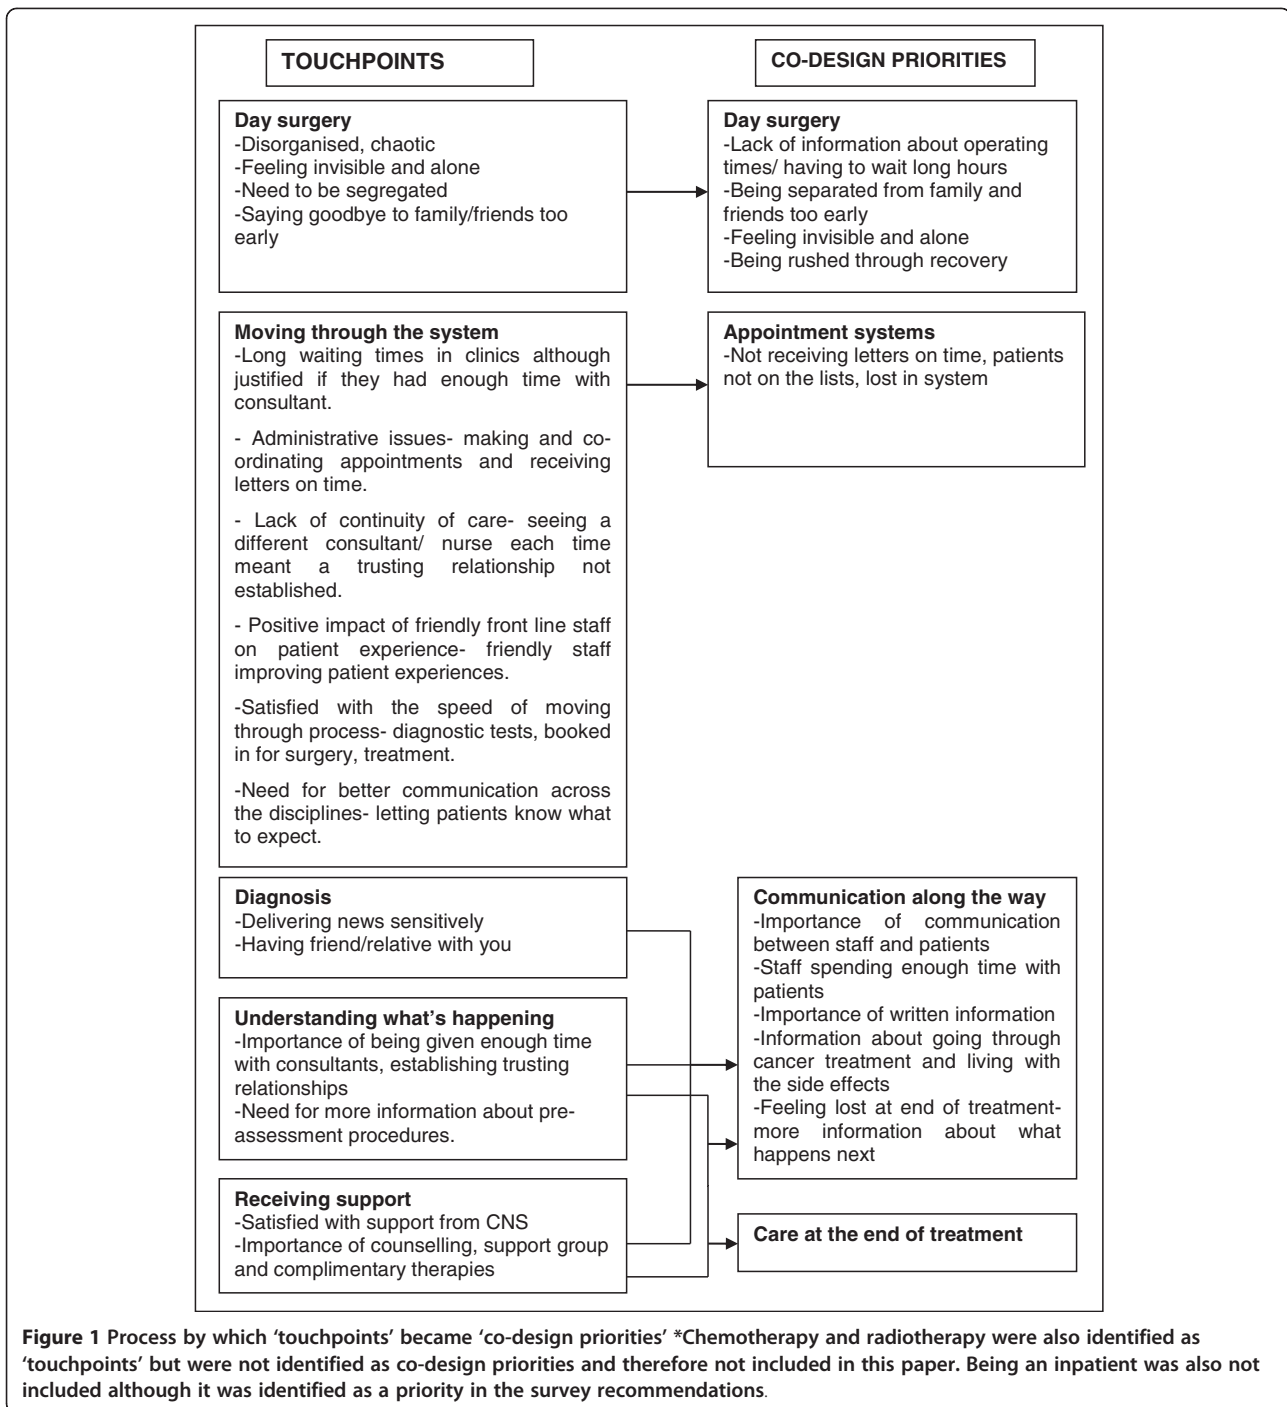 TOUCHPOINTS
CO-DESIGN PRIORITIES
Day surgery
-Disorganised, chaotic
-Feeling invisible and alone
-Need to be segregated
-Saying goodbye to family/friends too
early
Day surgery
-Lack of information about operating
times/ having to wait long hours
-Being separated from family and
friends too early
-Feeling invisible and alone
-Being rushed through recovery
Moving through the system
-Long waiting times in clinics although
justified if they had enough time with
consultant.
- Administrative issues- making and co-
ordinating appointments and receiving
letters on time.
- Lack of continuity of care- seeing a
different consultant/ nurse each time
meant a trusting relationship not
established.
- Positive impact of friendly front line staff
on patient experience- friendly staff
improving patient experiences.
-Satisfied with the speed of moving
through process- diagnostic tests, booked
in for surgery, treatment.
-Need for better communication across
the disciplines- letting patients know what
to expect.
Appointment systems
-Not receiving letters on time, patients
not on the lists, lost in system
Diagnosis
-Delivering news sensitively
-Having friend/relative with you
Understanding what's happening
-Importance of being given enough time
with consultants, establishing trusting
relationships
-Need for more information about pre-
assessment procedures.
Receiving support
-Satisfied with support from CNS
-Importance of counselling, support group
and complimentary therapies
Communication along the way
-Importance of communication
between staff and patients
-Staff spending enough time with
patients
-Importance of written information
-Information about going through
cancer treatment and living with
the side effects
-Feeling lost at end of treatment-
more information about what
happens next
Care at the end of treatment
Figure 1 Process by which ‘touchpoints’ became ‘co-design priorities’ *Chemotherapy and radiotherapy were also identified as
‘touchpoints’ but were not identified as co-design priorities and therefore not included in this paper. Being an inpatient was also not
included although it was identified as a priority in the survey recommendations.